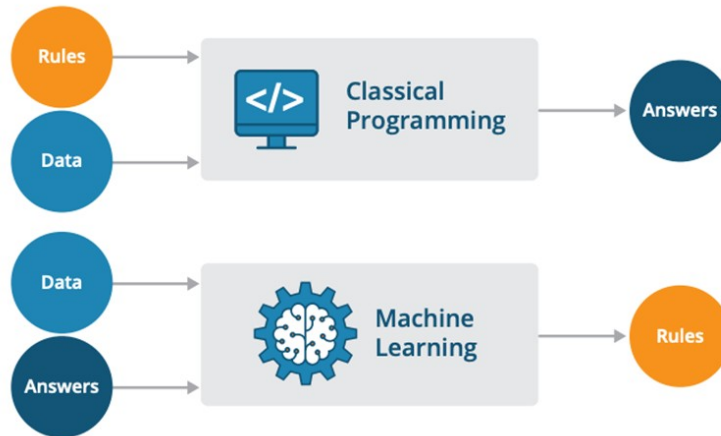 Rules
Data
</>
Classical
Programming
Answers
Data
Answers
Machine
Learning
Rules